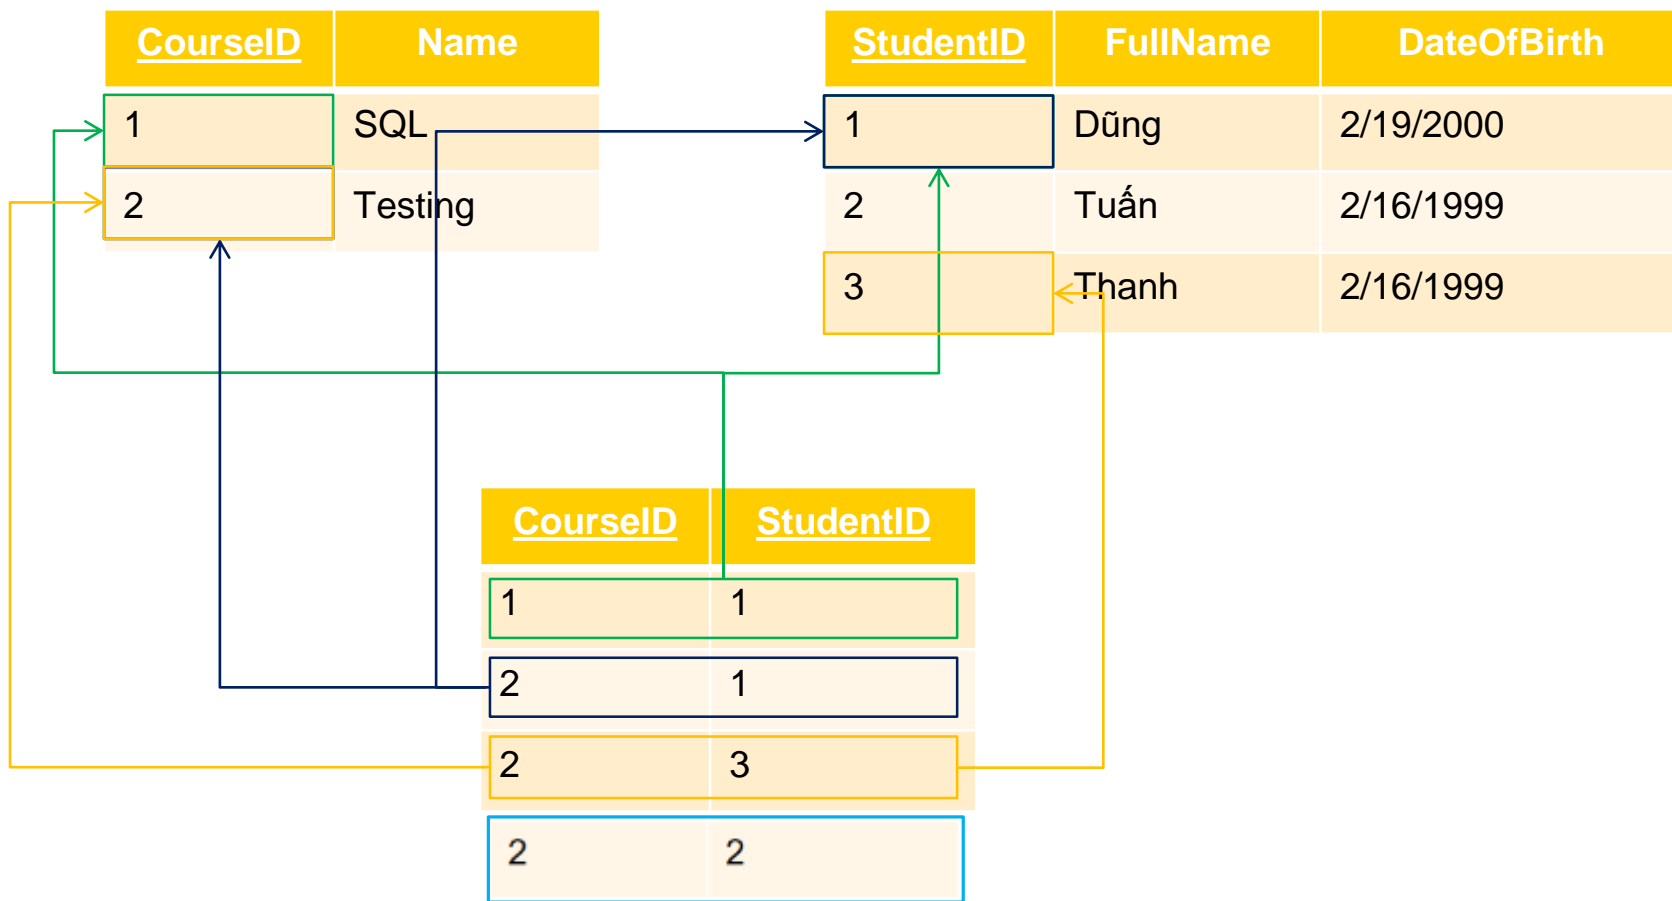 CourseID Name
1 SQL
2 Testing
StudentID FullName DateOfBirth
1 Dũng 2/19/2000
2 Tuấn 2/16/1999
3 Thanh 2/16/1999
CourseID StudentID
1 1
2 1
2 3
2 2